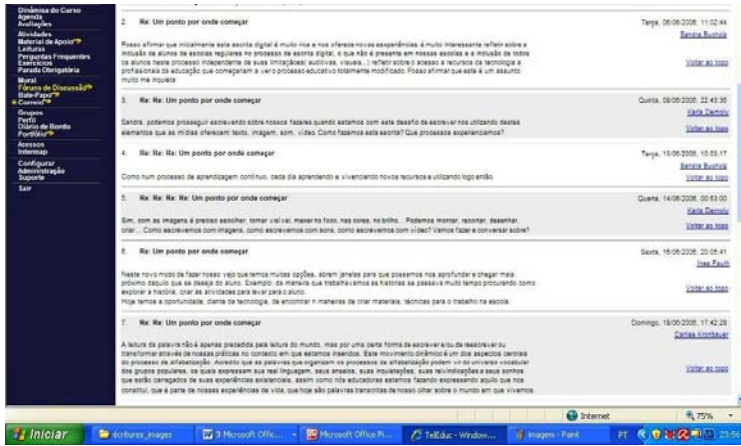 Dinâmica do Curso
Agenda
Avaliações
Atividades
Material de Apoio
Leituras
Perguntas Frequentes
Exercícios
Parada Obrigatória
Mural
Fóruns de Discussão
Bate-Papo
Correio
Grupos
Perfil
Diário de Bordo
Portfólio
Acessos
Intermap
Configurar
Administração
Suporte
Sair
2. Re: Um ponto por onde começar
Terça, 06/06/2006, 11:02:44
Sandra
Posso afirmar que inicialmente esta escrita digital é muito rica e nos oferece novas experiências, é muito interessante refletir sobre a
inclusão de alunos de escolas regulares no processo de escrita digital, o que não é presente em nossas escolas e a inclusão de todos
os alunos neste processo independente de suas limitações( auditivas, visuais...) refletir sobre o acesso a recursos da tecnologia a
profissionais da educação que começariam a ver o processo educativo totalmente modificado. Posso afirmar que este é um assunto
muito me inquieta.
Voltar ao topo
3. Re: Re: Um ponto por onde começar
Quinta, 08/06/2006, 22:43:36
Karla Demoly
Sandra, podemos prosseguir escrevendo sobre nossos fazeres quando estamos com este desafio de escrever nos utilizando destes
elementos que as mídias oferecem: texto, imagem, som, vídeo. Como fazemos esta escrita? Que processos experienciamos?
Voltar ao topo
4. Re: Re: Um ponto por onde começar
Terça, 13/06/2006, 10:03:17
Sandra
Como num processo de aprendizagem contínuo, cada dia aprendendo e vivenciando novos recursos e utilizando logo então.
Voltar ao topo
5. Re: Re: Re: Um ponto por onde começar
Quarta, 14/06/2006, 00:53:00
Karla Demoly
Sim, com as imagens é preciso escolher, tornar visível, mexer no foco, nas cores, no brilho... Podemos montar, recortar, desenhar,
criar... Como escrevemos com imagens, como escrevemos com sons, como escrevemos com vídeo? Vamos fazer e conversar sobre?
Voltar ao topo
6. Re: Um ponto por onde começar
Sexta, 16/06/2006, 20:05:41
Ines
Neste novo modo de fazer nosso vejo que temos muitas opções, abrem janelas para que possamos nos aprofundar e chegar mais
próximo daquilo que se deseja do aluno. Exemplo: da maneira que trabalhávamos as histórias se passava muito tempo procurando como
explorar a história, criar as atividades para levar para o aluno.
Hoje temos a oportunidade, diante da tecnologia, de encontrar n maneiras de criar materiais, técnicas para o trabalho na escola.
Voltar ao topo
7. Re: Re: Um ponto por onde começar
Domingo, 18/06/2006, 17:42:28
Kronbauer
A leitura da palavra não é apenas precedida pela leitura do mundo, mas por uma certa forma de escrever e/ou de reescrever ou
transformar através de nossas práticas no contexto em que estamos inseridos. Este movimento dinâmico é um dos aspectos centrais
do processo de alfabetização. Acredito que as palavras que organizam os processos de alfabetização podem vir do universo vocabular
dos grupos populares, os quais expressam sua real linguagem, seus anseios, suas inquietações, suas reivindicações e seus sonhos
que estão carregados de suas experiências existenciais, assim como nós educadoras estamos fazendo expressando aquilo que nos
constitui, que é parte de nossas experiências de vida, que hoje são palavras transcritas de nosso olhar sobre o mundo em que vivemos
Voltar ao topo
Internet
75%
Iniciar
écritures_images
3 Microsoft Offic...
Microsoft Office Pi...
TelEduc - Window...
Imagem - Paint
PT
23:56